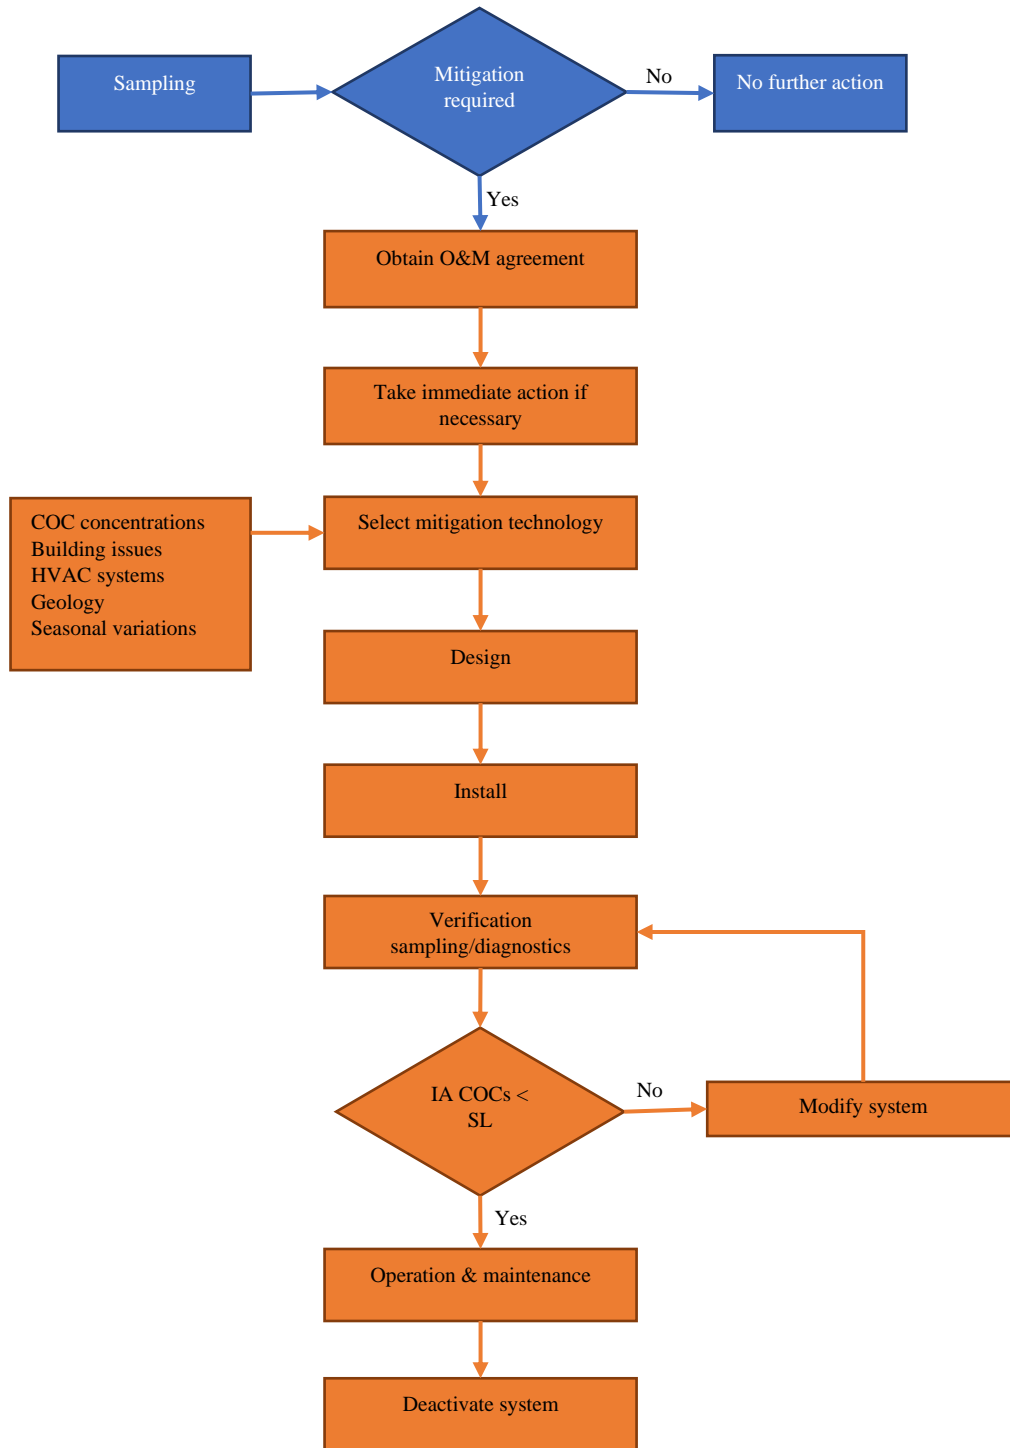 Sampling
Mitigation
required
No
No further action
Yes
Obtain O&M agreement
Take immediate action if
necessary
COC concentrations
Building issues
HVAC systems
Geology
Seasonal variations
Select mitigation technology
Design
Install
Verification
sampling/diagnostics
IA COCs <
SL
No
Modify system
Yes
Operation & maintenance
Deactivate system